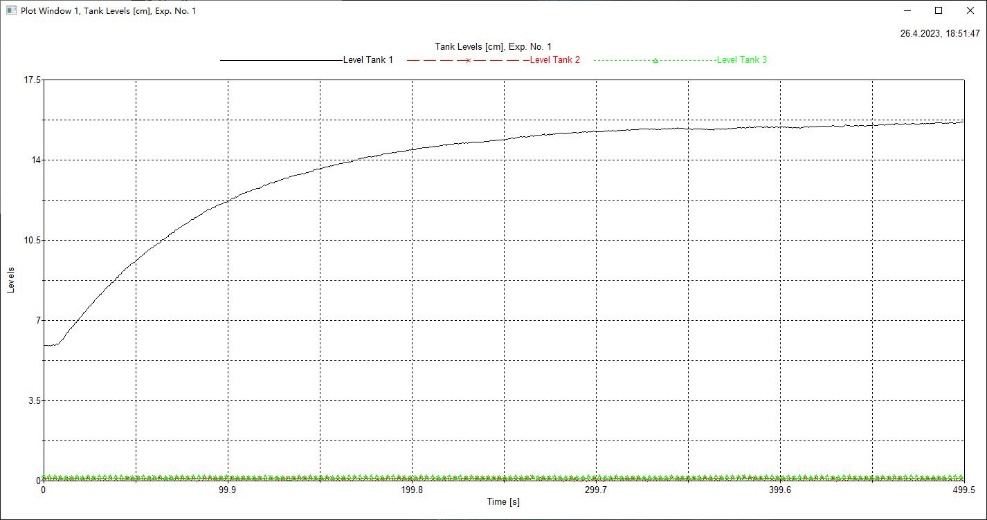 Plot Window 1, Tank Levels [cm], Exp. No. 1
26.4.2023, 18:51:47
Tank Levels [cm], Exp. No. 1
Level Tank 1 Level Tank 2 Level Tank 3
17.5
14
10.5
Levels
7
3.5
0
0 99.9 199.8 299.7 399.6 499.5
Time [s]